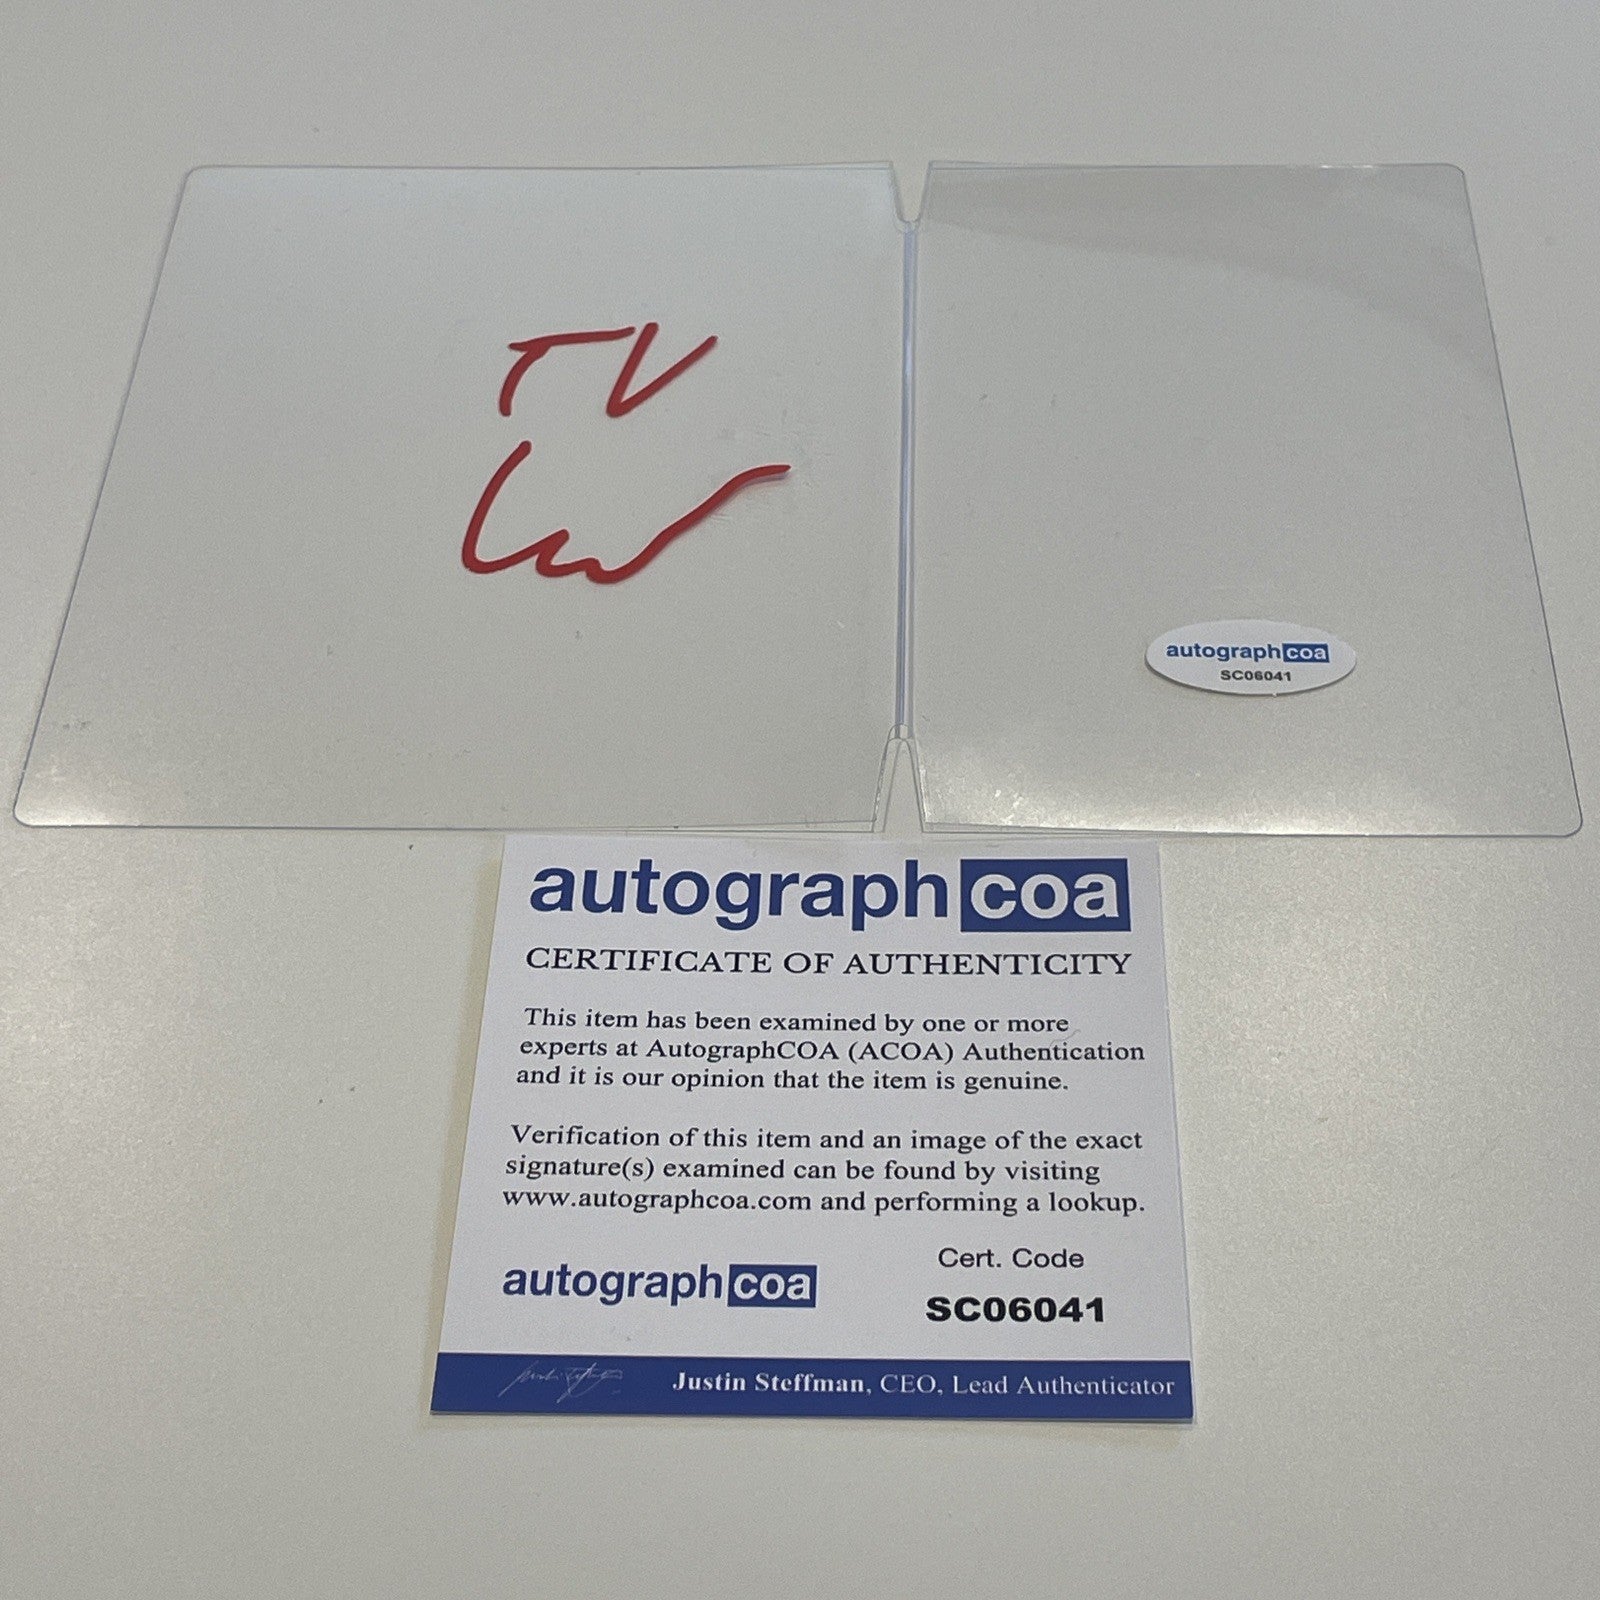 TV
autographcoa
SC06041
autographcoa
CERTIFICATE OF AUTHENTICITY
This item has been examined by one or more
experts at AutographCOA (ACOA) Authentication
and it is our opinion that the item is genuine.
Verification of this item and an image of the exact
signature(s) examined can be found by visiting
www.autographcoa.com and performing a lookup.
Cert. Code
autographcoa
SC06041
Justin Steffman, CEO, Lead Authenticator